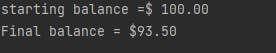 starting balance =$ 100.00
Final balance = $93.50